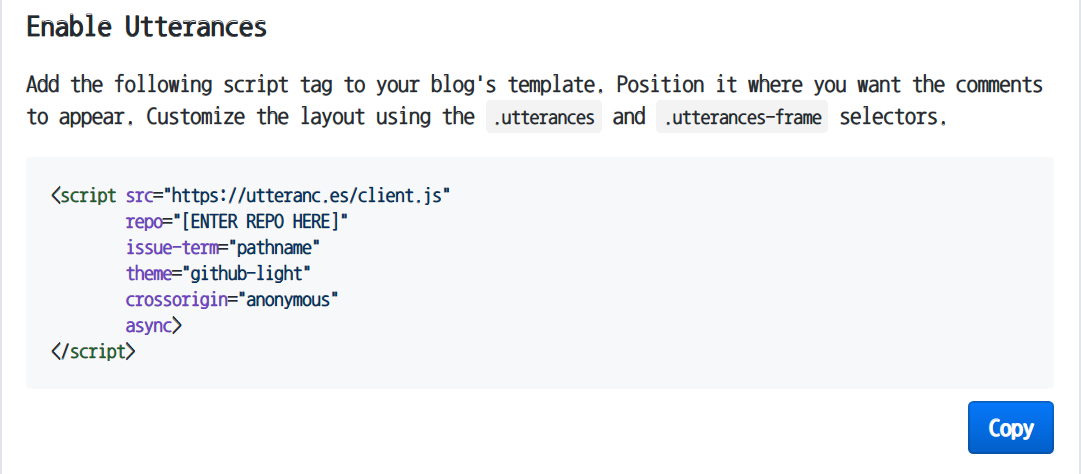 Enable Utterances
Add the following script tag to your blog's template. Position it where you want the comments
to appear. Customize the layout using the .utterances and .utterances-frame selectors.
<script src="https://utteranc.es/client.js"
repo="[ENTER REPO HERE]"
issue-term="pathname"
theme="github-light"
crossorigin="anonymous"
async>
</script>
Copy